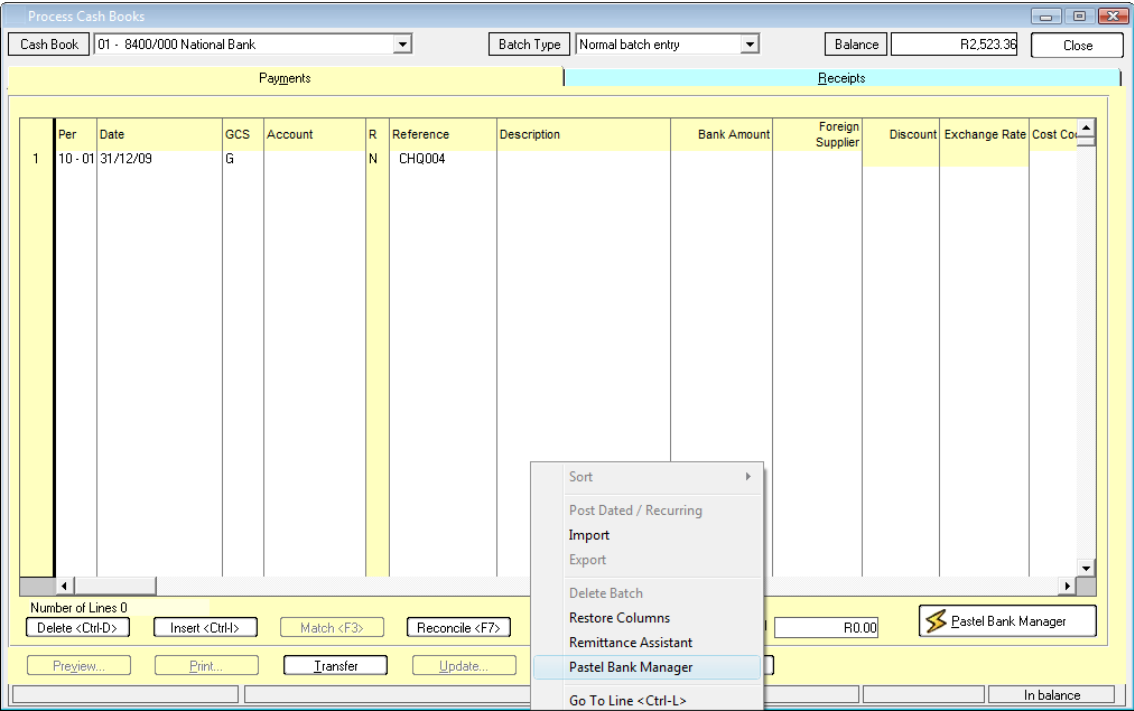 Process Cash Books
Cash Book 01 - 8400/000 National Bank Batch Type Normal batch entry Balance R2,523.36 Close
Payments Receipts
Per Date GCS Account R Reference Description Bank Amount Foreign Supplier Discount Exchange Rate Cost
1 10 - 01 31/12/09 G N CHQ004
Sort
Post Dated / Recurring
Import
Export
Delete Batch
Restore Columns
Remittance Assistant
Pastel Bank Manager
Go To Line <Ctrl-L>
Number of Lines 0
Delete <Ctrl-D> Insert <Ctrl-I> Match <F3> Reconcile <F7> R0.00 Pastel Bank Manager
Preview... Print... Transfer Update...
In balance